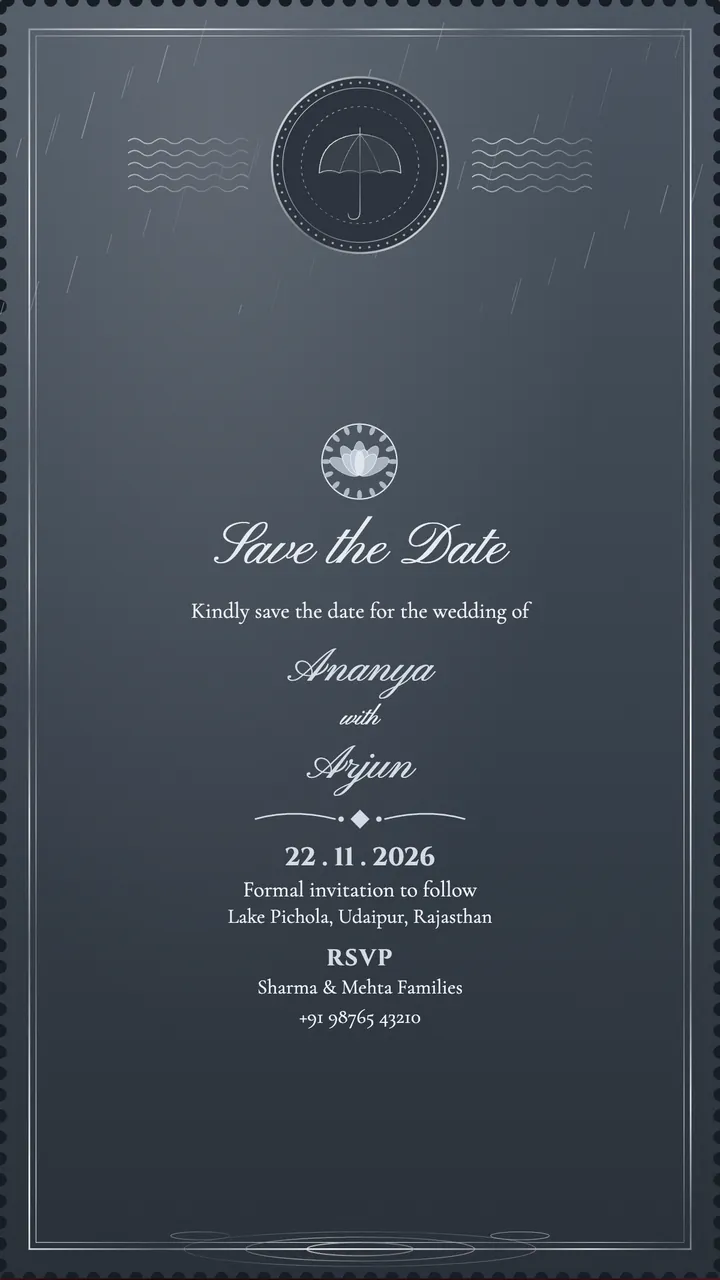 Save the Date
Kindly save the date for the wedding of
Ananya
with
Arjun
22 . 11 . 2026
Formal invitation to follow
Lake Pichola, Udaipur, Rajasthan
RSVP
Sharma & Mehta Families
+91 98765 43210